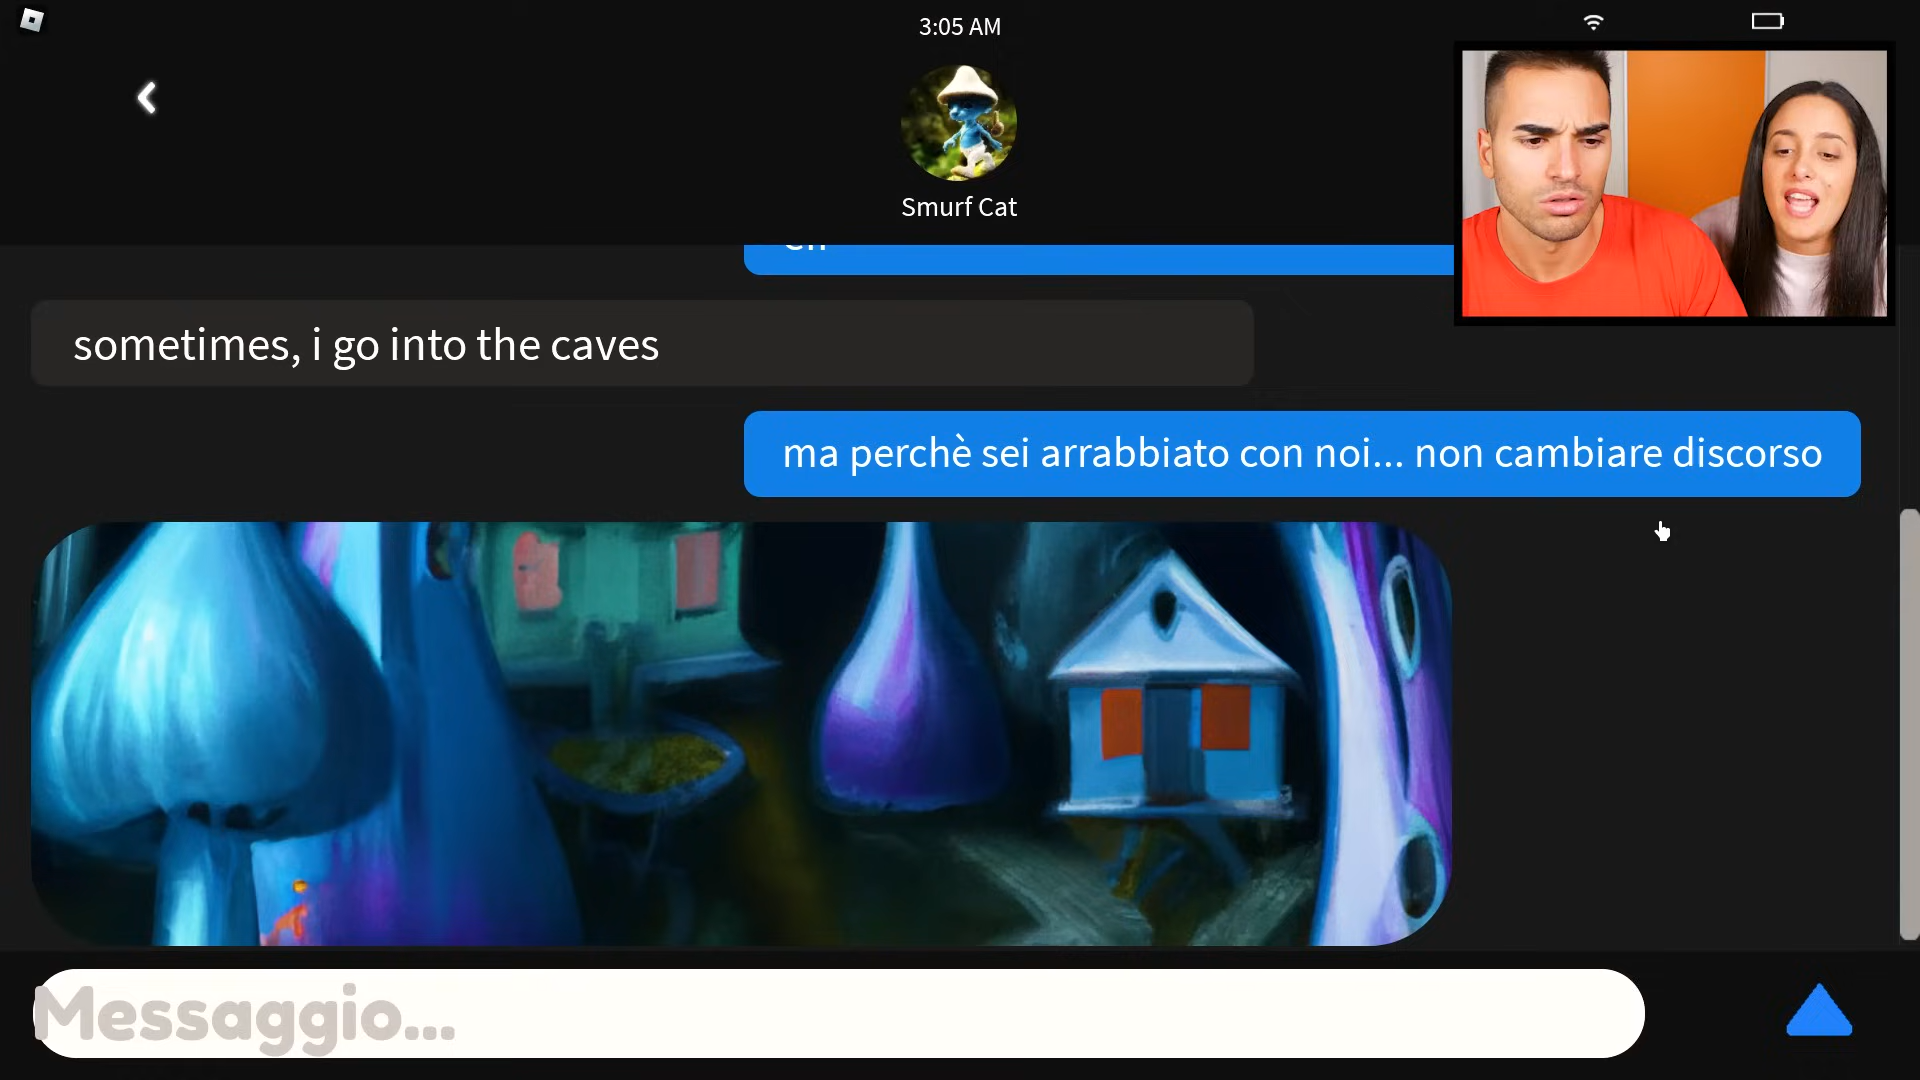 3:05 AM
Smurf Cat
eh
sometimes, i go into the caves
ma perchè sei arrabbiato con noi... non cambiare discorso
Messaggio...